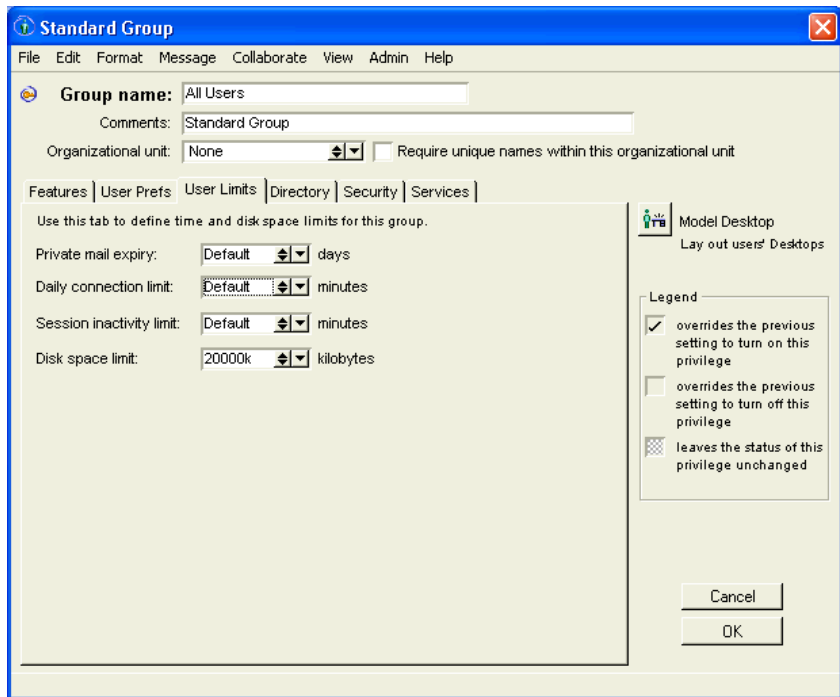 Standard Group
File Edit Format Message Collaborate View Admin Help
Group name: All Users
Comments: Standard Group
Organizational unit: None Require unique names within this organizational unit
Features User Prefs User Limits Directory Security Services
Use this tab to define time and disk space limits for this group.
Private mail expiry: Default days
Daily connection limit: Default minutes
Session inactivity limit: Default minutes
Disk space limit: 20000k kilobytes
Model Desktop
Lay out users' Desktops
Legend
overrides the previous
setting to turn on this
privilege
overrides the previous
setting to turn off this
privilege
leaves the status of this
privilege unchanged
Cancel
OK